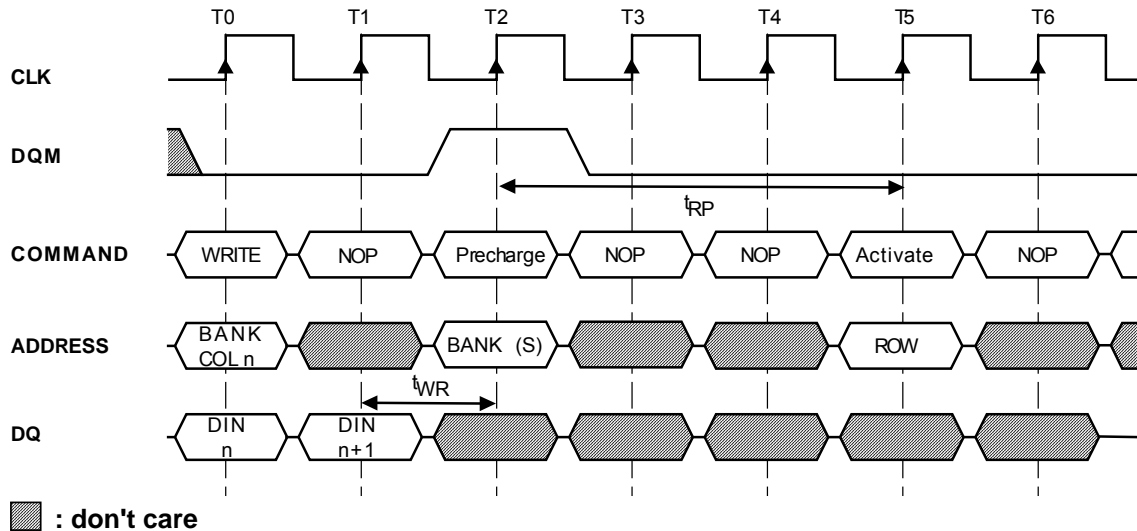 T0 T1 T2 T3 T4 T5 T6
CLK
DQM
tRP
COMMAND WRITE NOP Precharge NOP NOP Activate NOP
ADDRESS BANK COL n BANK (S) ROW
tWR
DQ DIN n DIN n+1
: don't care